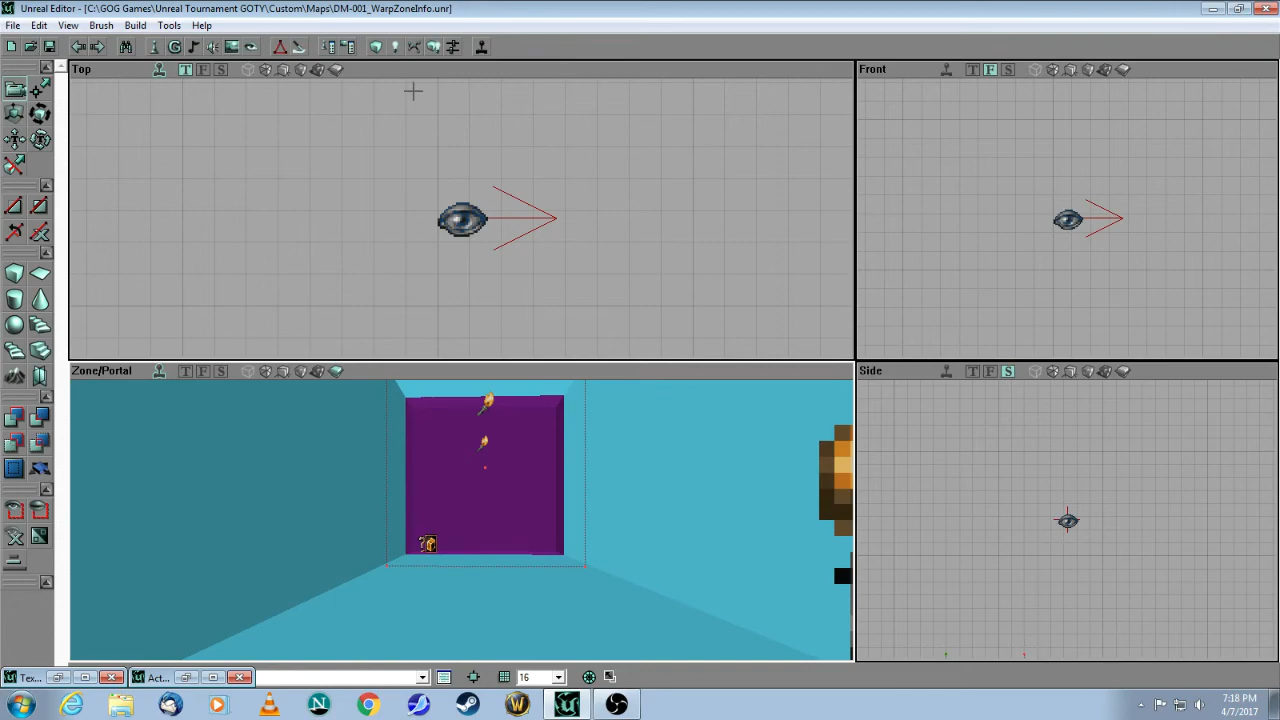 Unreal Editor - [C:\GOG Games\Unreal Tournament GOTY\Custom\Maps\DM-001_WarpZoneInfo.unr]
File Edit View Brush Build Tools Help
Top T F S
Front T F S
Zone/Portal T F S
Side T F S
Tex... Act... 16
7:18 PM
4/7/2017